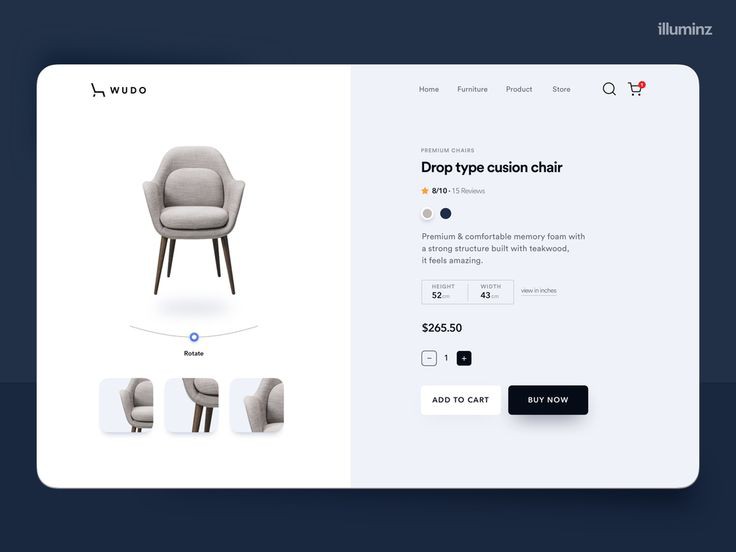 illuminz
WUDO
Home Furniture Product Store
1
PREMIUM CHAIRS
Drop type cusion chair
8/10 • 15 Reviews
Premium & comfortable memory foam with
a strong structure built with teakwood,
it feels amazing.
HEIGHT WIDTH
52 cm 43 cm view in inches
$265.50
− 1 +
Rotate
ADD TO CART BUY NOW